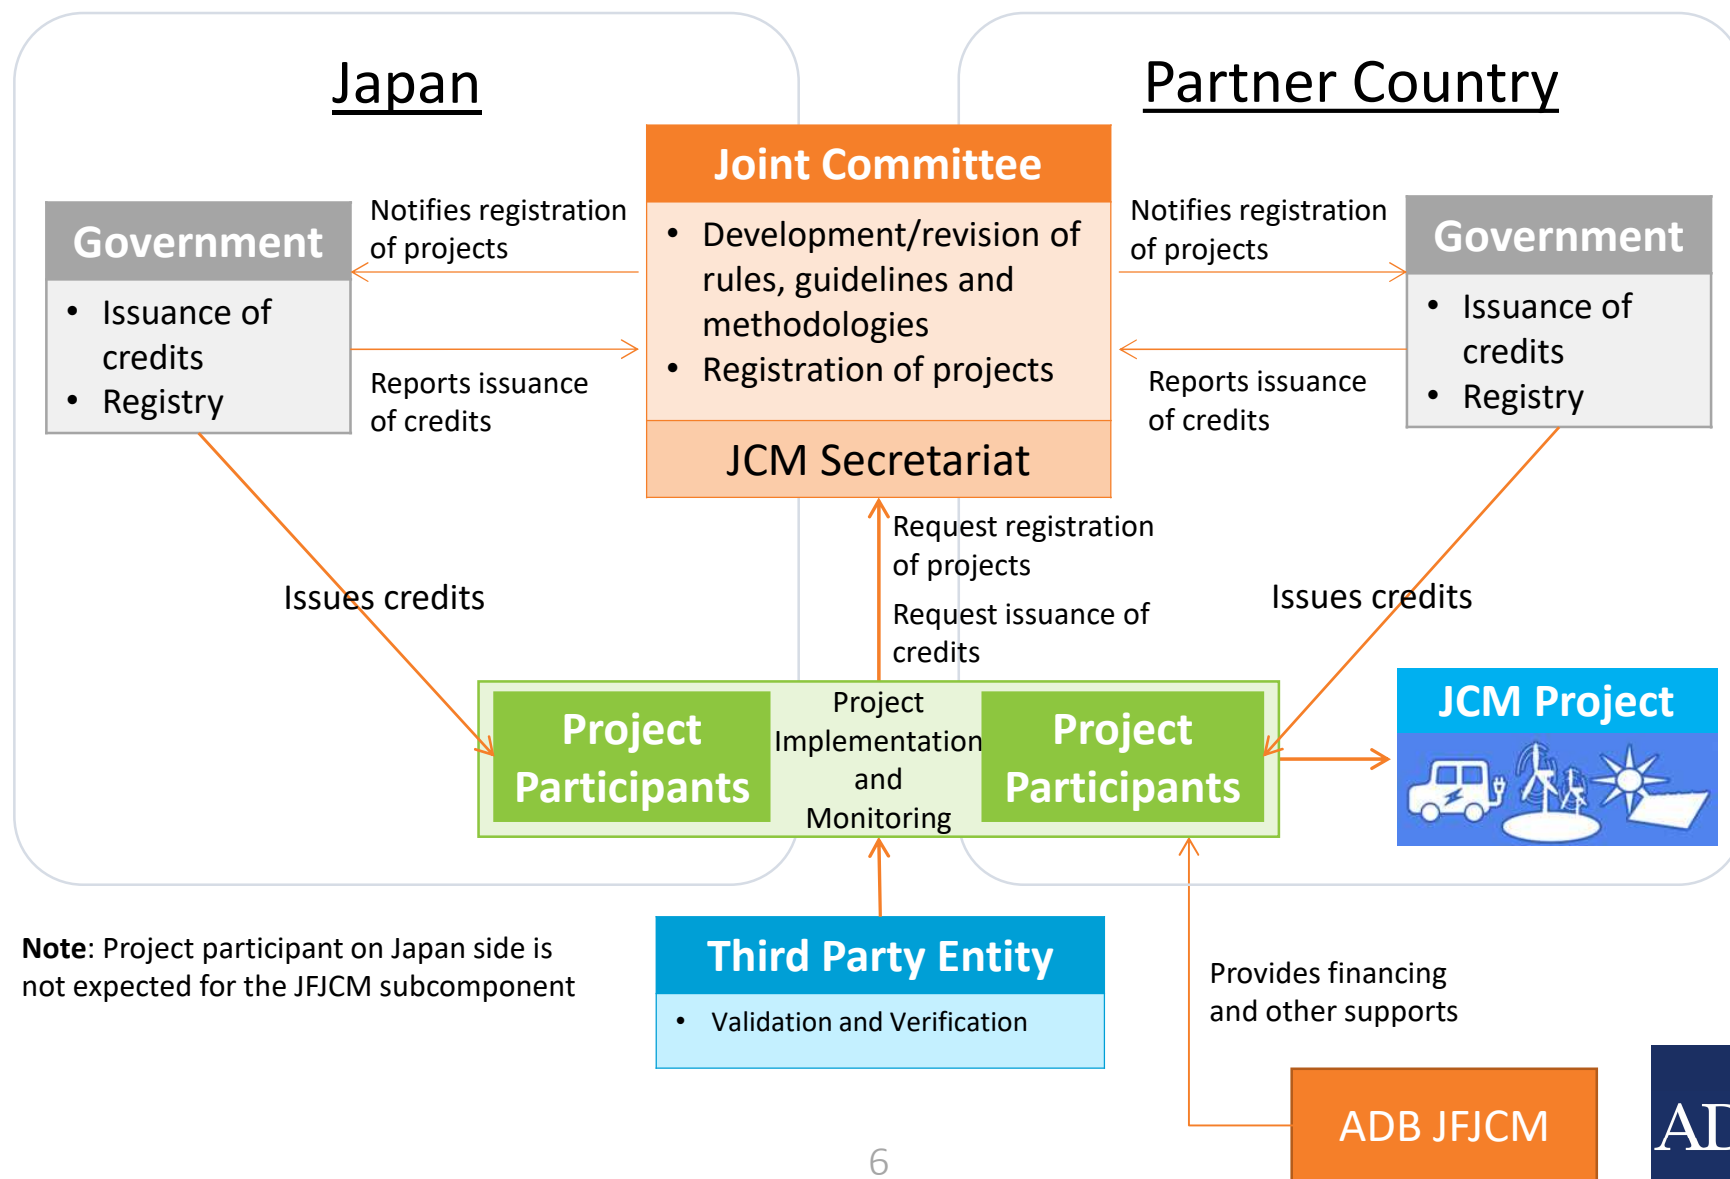 Japan
Partner Country
Joint Committee
• Development/revision of
rules, guidelines and
methodologies
• Registration of projects
JCM Secretariat
Government
• Issuance of
credits
• Registry
Notifies registration
of projects
Reports issuance
of credits
Notifies registration
of projects
Reports issuance
of credits
Government
• Issuance of
credits
• Registry
Issues credits
Request registration
of projects
Request issuance of
credits
Issues credits
Project
Participants
Project
Implementation
and
Monitoring
Project
Participants
JCM Project
Note: Project participant on Japan side is
not expected for the JFJCM subcomponent
Third Party Entity
• Validation and Verification
Provides financing
and other supports
ADB JFJCM
AD
6